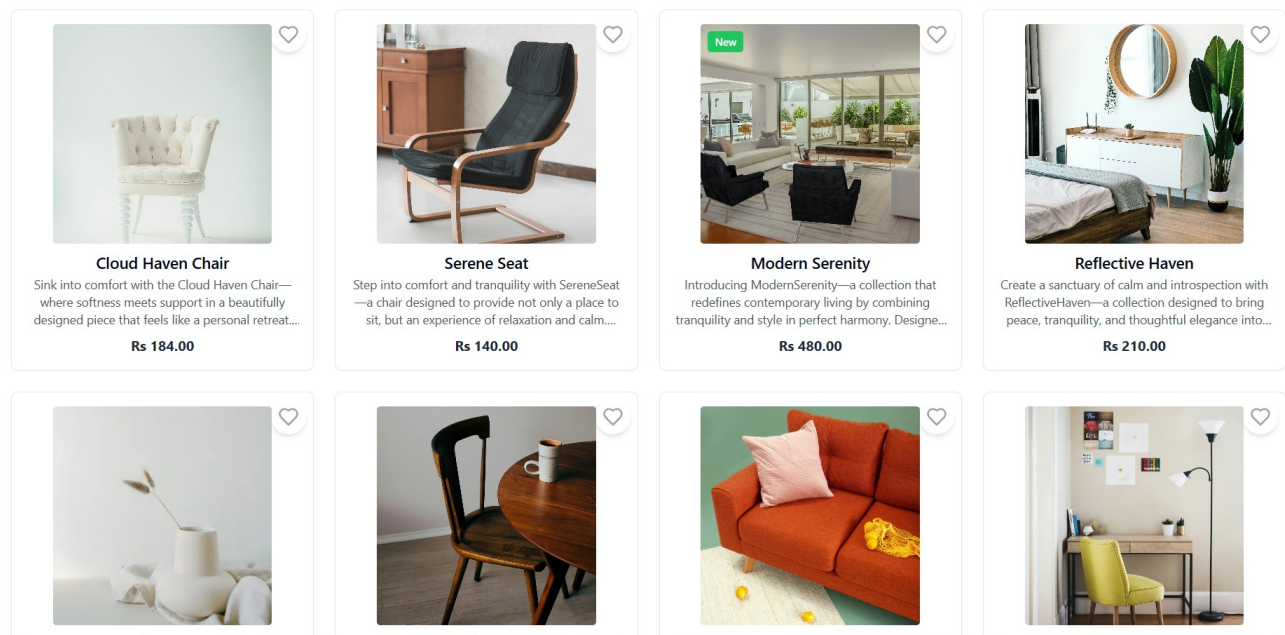 New
Cloud Haven Chair
Sink into comfort with the Cloud Haven Chair—
where softness meets support in a beautifully
designed piece that feels like a personal retreat....
Rs 184.00
Serene Seat
Step into comfort and tranquility with SereneSeat
—a chair designed to provide not only a place to
sit, but an experience of relaxation and calm....
Rs 140.00
Modern Serenity
Introducing ModernSerenity—a collection that
redefines contemporary living by combining
tranquility and style in perfect harmony. Designe...
Rs 480.00
Reflective Haven
Create a sanctuary of calm and introspection with
ReflectiveHaven—a collection designed to bring
peace, tranquility, and thoughtful elegance into...
Rs 210.00